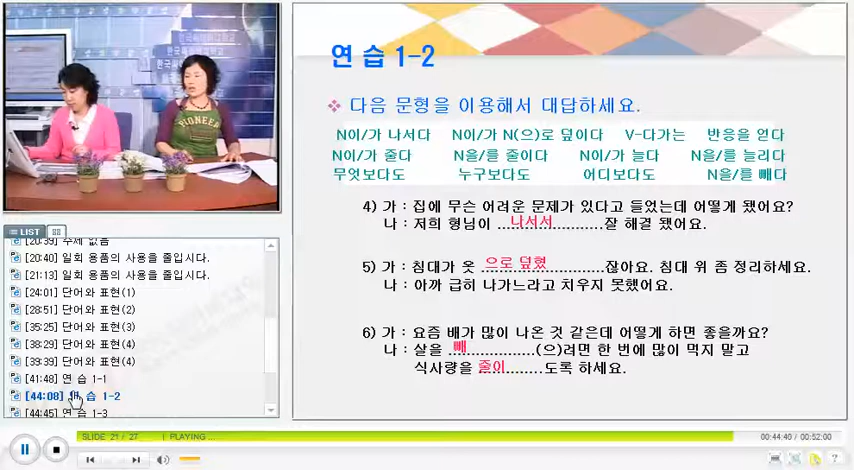 PIONEER
LIST
[20:39] 주제 없음
[20:40] 일회 용품의 사용을 줄입시다.
[21:13] 일회 용품의 사용을 줄입시다.
[24:01] 단어와 표현(1)
[28:51] 단어와 표현(2)
[35:25] 단어와 표현(3)
[38:29] 단어와 표현(4)
[39:39] 단어와 표현(4)
[41:48] 연 습 1-1
[44:08] 연 습 1-2
[44:45] 연 습 1-3
연 습 1-2
다음 문형을 이용해서 대답하세요.
N이/가 나서다 N이/가 N(으)로 덮이다 V-다가는 반응을 얻다
N이/가 줄다 N을/를 줄이다 N이/가 늘다 N을/를 늘리다
무엇보다도 누구보다도 어디보다도 N을/를 빼다
4) 가 : 집에 무슨 어려운 문제가 있다고 들었는데 어떻게 됐어요?
나 : 저희 형님이 ...나서서...........잘 해결 됐어요.
5) 가 : 침대가 옷 으로 덮혔............잖아요. 침대 위 좀 정리하세요.
나 : 아까 급히 나가느라고 치우지 못했어요.
6) 가 : 요즘 배가 많이 나온 것 같은데 어떻게 하면 좋을까요?
나 : 살을 ..빼..............(으)려면 한 번에 많이 먹지 말고
식사량을 ..줄이........도록 하세요.
SLIDE 21 / 27 PLAYING ...
00:44:40 / 00:52:00